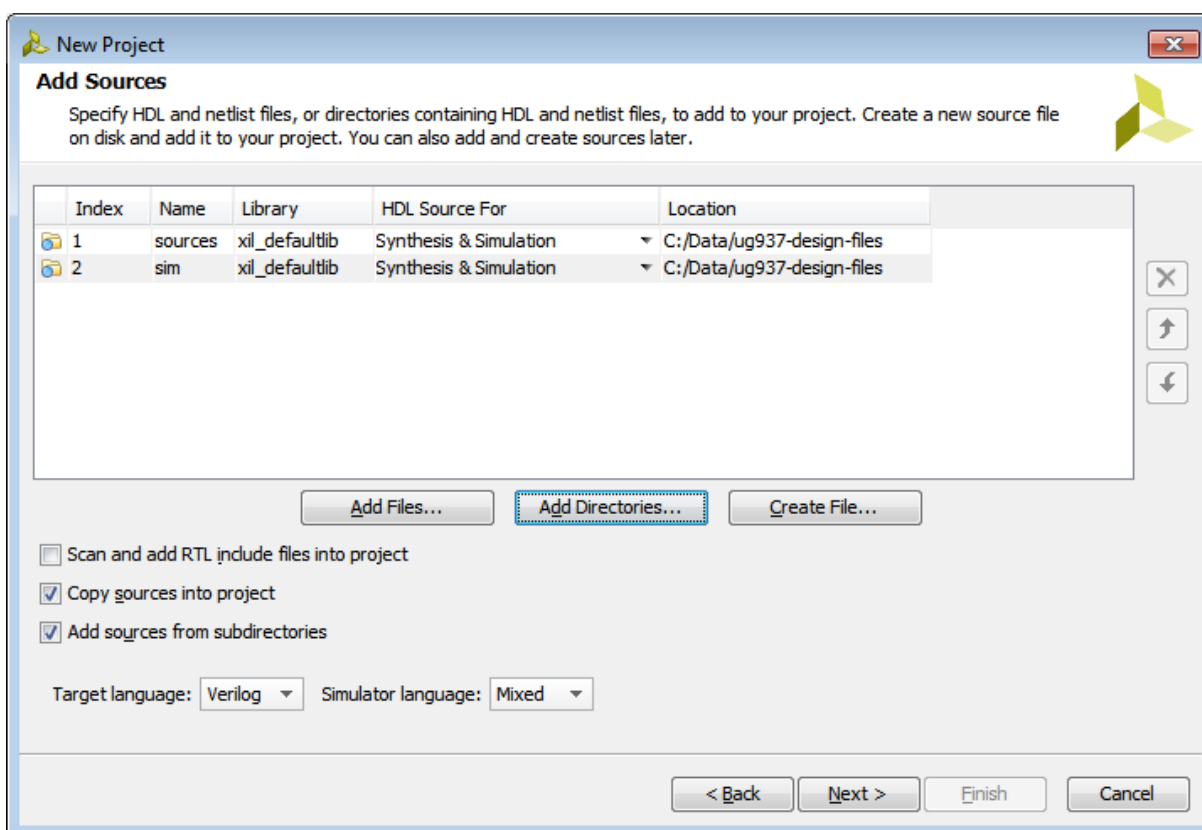 New Project
Add Sources
Specify HDL and netlist files, or directories containing HDL and netlist files, to add to your project. Create a new source file
on disk and add it to your project. You can also add and create sources later.
Index Name Library HDL Source For Location
1 sources xil_defaultlib Synthesis & Simulation C:/Data/ug937-design-files
2 sim xil_defaultlib Synthesis & Simulation C:/Data/ug937-design-files
Add Files... Add Directories... Create File...
Scan and add RTL include files into project
Copy sources into project
Add sources from subdirectories
Target language: Verilog Simulator language: Mixed
< Back Next > Finish Cancel